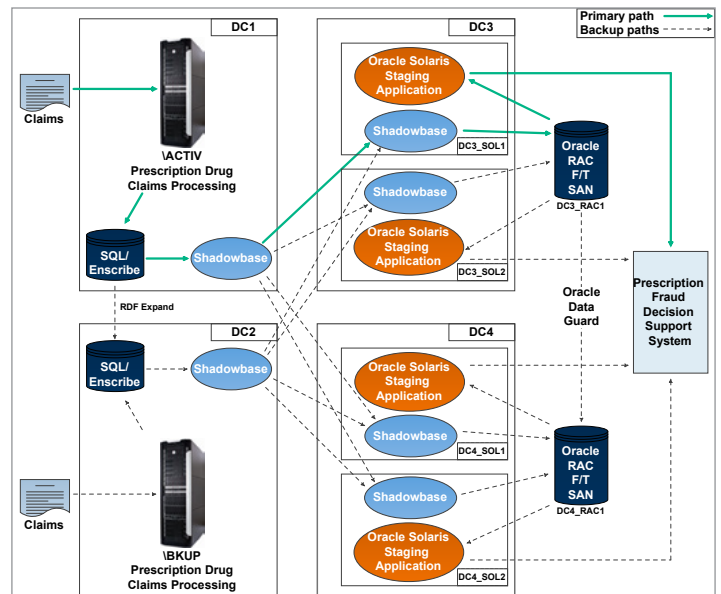 DC1
DC3
Primary path
Backup paths
Claims
\ACTIV
Prescription Drug
Claims Processing
SQL/
Enscribe
Shadowbase
Oracle Solaris
Staging
Application
Shadowbase
DC3_SOL1
Shadowbase
Oracle Solaris
Staging
Application
DC3_SOL2
Oracle
RAC
F/T
SAN
DC3_RAC1
RDF Expand
Oracle
Data
Guard
Prescription
Fraud
Decision
Support
System
DC2
DC4
SQL/
Enscribe
Shadowbase
Claims
\BKUP
Prescription Drug
Claims Processing
Oracle Solaris
Staging
Application
Shadowbase
DC4_SOL1
Shadowbase
Oracle Solaris
Staging
Application
DC4_SOL2
Oracle
RAC
F/T
SAN
DC4_RAC1